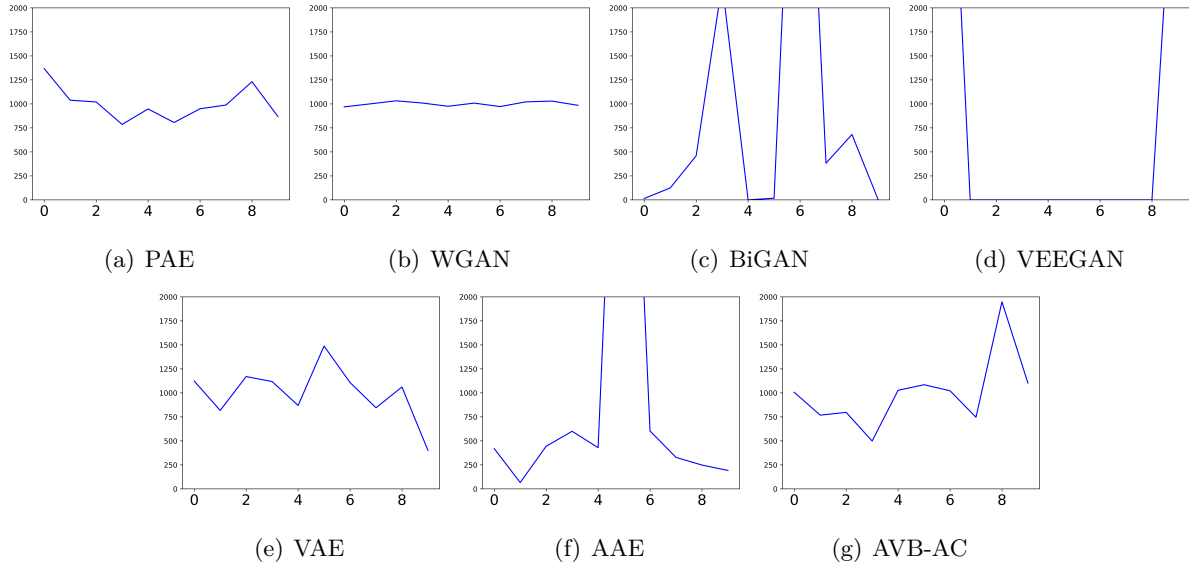 2000 2000 2000 2000
1750 1750 1750 1750
1500 1500 1500 1500
1250 1250 1250 1250
1000 1000 1000 1000
750 750 750 750
500 500 500 500
250 250 250 250
0 0 0 0
0 2 4 6 8 0 2 4 6 8 0 2 4 6 8 0 2 4 6 8
(a) PAE (b) WGAN (c) BiGAN (d) VEEGAN
2000 2000 2000
1750 1750 1750
1500 1500 1500
1250 1250 1250
1000 1000 1000
750 750 750
500 500 500
250 250 250
0 0 0
0 2 4 6 8 0 2 4 6 8 0 2 4 6 8
(e) VAE (f) AAE (g) AVB-AC